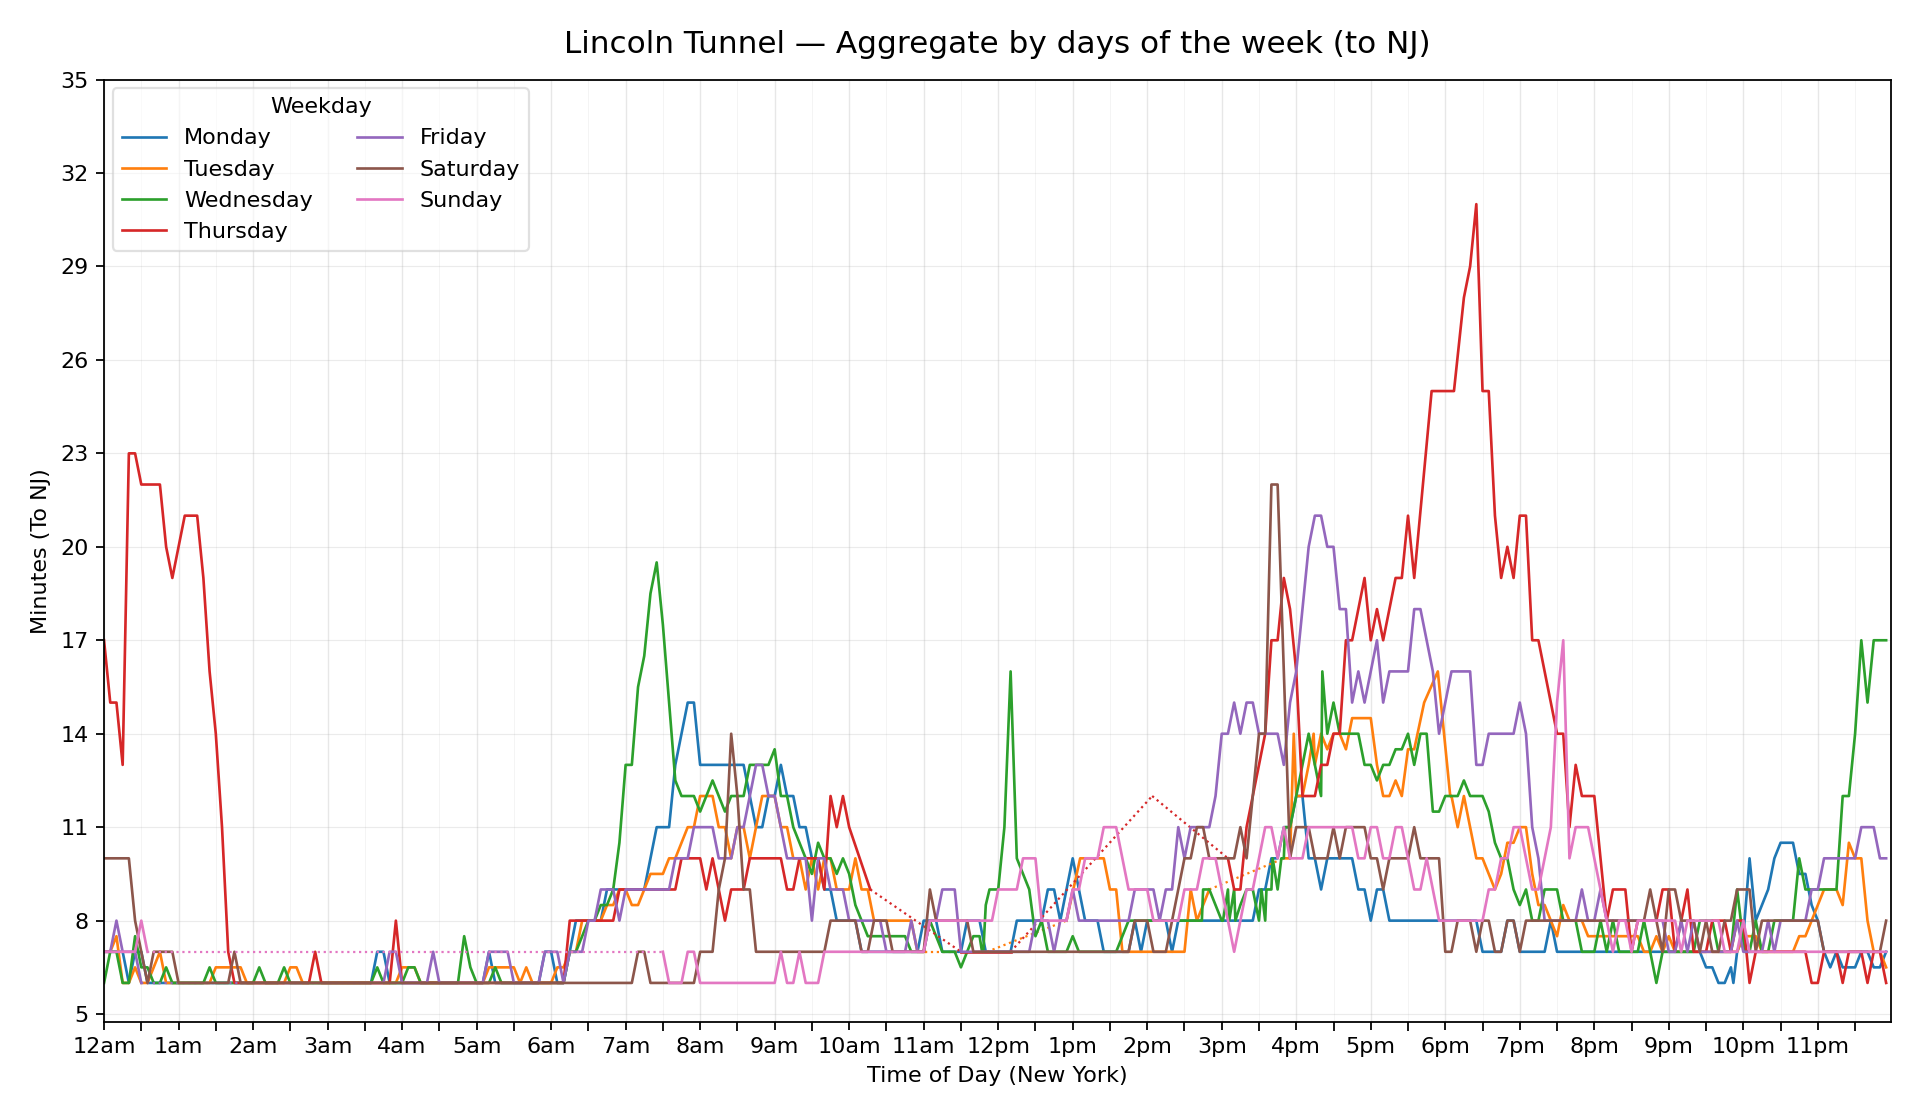 Lincoln Tunnel — Aggregate by days of the week (to NJ)
Weekday
Monday
Tuesday
Wednesday
Thursday
Friday
Saturday
Sunday
Minutes (To NJ)
35
32
29
26
23
20
17
14
11
8
5
12am 1am 2am 3am 4am 5am 6am 7am 8am 9am 10am 11am 12pm 1pm 2pm 3pm 4pm 5pm 6pm 7pm 8pm 9pm 10pm 11pm
Time of Day (New York)